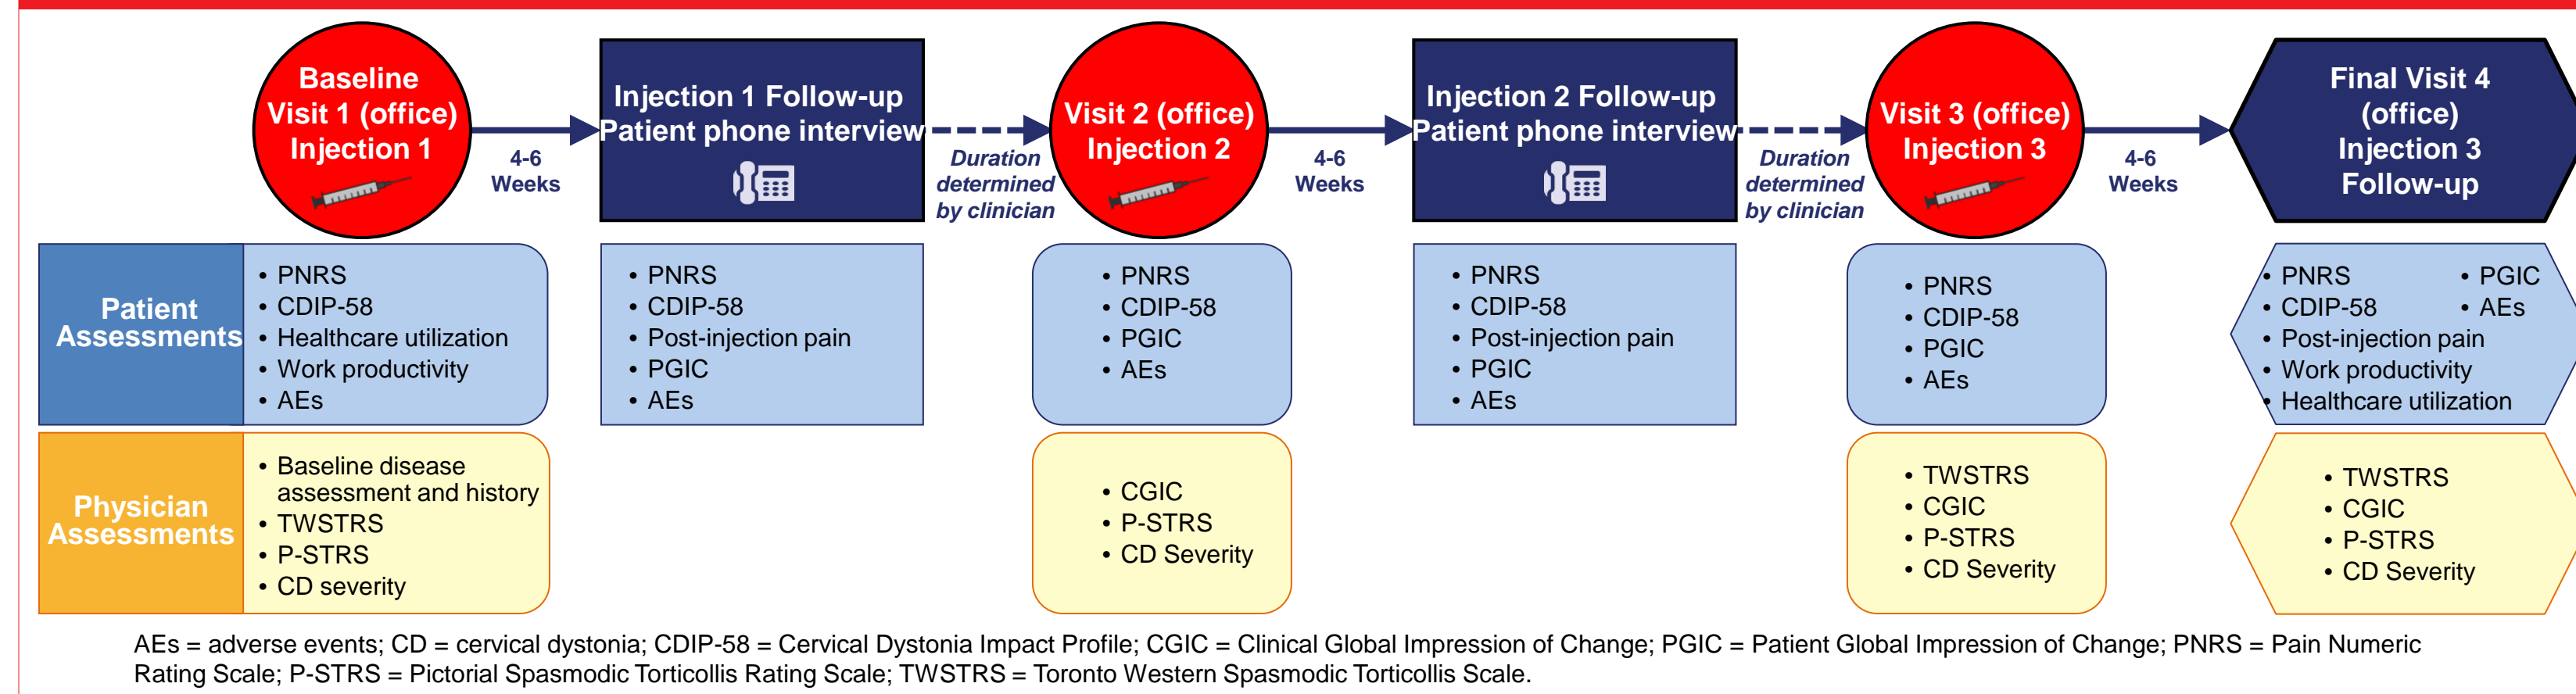 Baseline
Visit 1 (office)
Injection 1
4-6
Weeks
Injection 1 Follow-up
Patient phone interview
Duration
determined
by clinician
Visit 2 (office)
Injection 2
4-6
Weeks
Injection 2 Follow-up
Patient phone interview
Duration
determined
by clinician
Visit 3 (office)
Injection 3
4-6
Weeks
Final Visit 4
(office)
Injection 3
Follow-up
Patient
Assessments
• PNRS
• CDIP-58
• Healthcare utilization
• Work productivity
• AEs
• PNRS
• CDIP-58
• Post-injection pain
• PGIC
• AEs
• PNRS
• CDIP-58
• PGIC
• AEs
• PNRS
• CDIP-58
• Post-injection pain
• PGIC
• AEs
• PNRS
• CDIP-58
• PGIC
• AEs
• PNRS
• CDIP-58
• Post-injection pain
• Work productivity
• Healthcare utilization
• PGIC
• AEs
Physician
Assessments
• Baseline disease
assessment and history
• TWSTRS
• P-STRS
• CD severity
• CGIC
• P-STRS
• CD Severity
• TWSTRS
• CGIC
• P-STRS
• CD Severity
• TWSTRS
• CGIC
• P-STRS
• CD Severity
AEs = adverse events; CD = cervical dystonia; CDIP-58 = Cervical Dystonia Impact Profile; CGIC = Clinical Global Impression of Change; PGIC = Patient Global Impression of Change; PNRS = Pain Numeric
Rating Scale; P-STRS = Pictorial Spasmodic Torticollis Rating Scale; TWSTRS = Toronto Western Spasmodic Torticollis Scale.